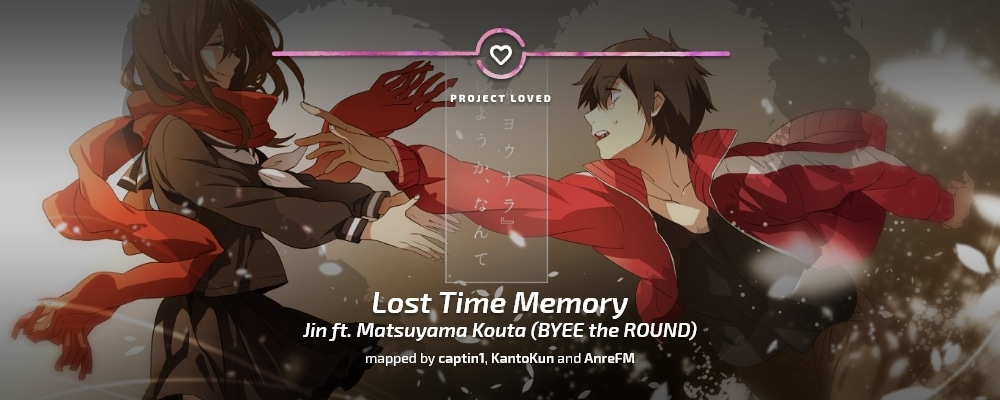 PROJECT LOVED
ヨウナラ』
ようか、なんて
Lost Time Memory
Jin ft. Matsuyama Kouta (BYEE the ROUND)
mapped by captin1, KantoKun and AnreFM